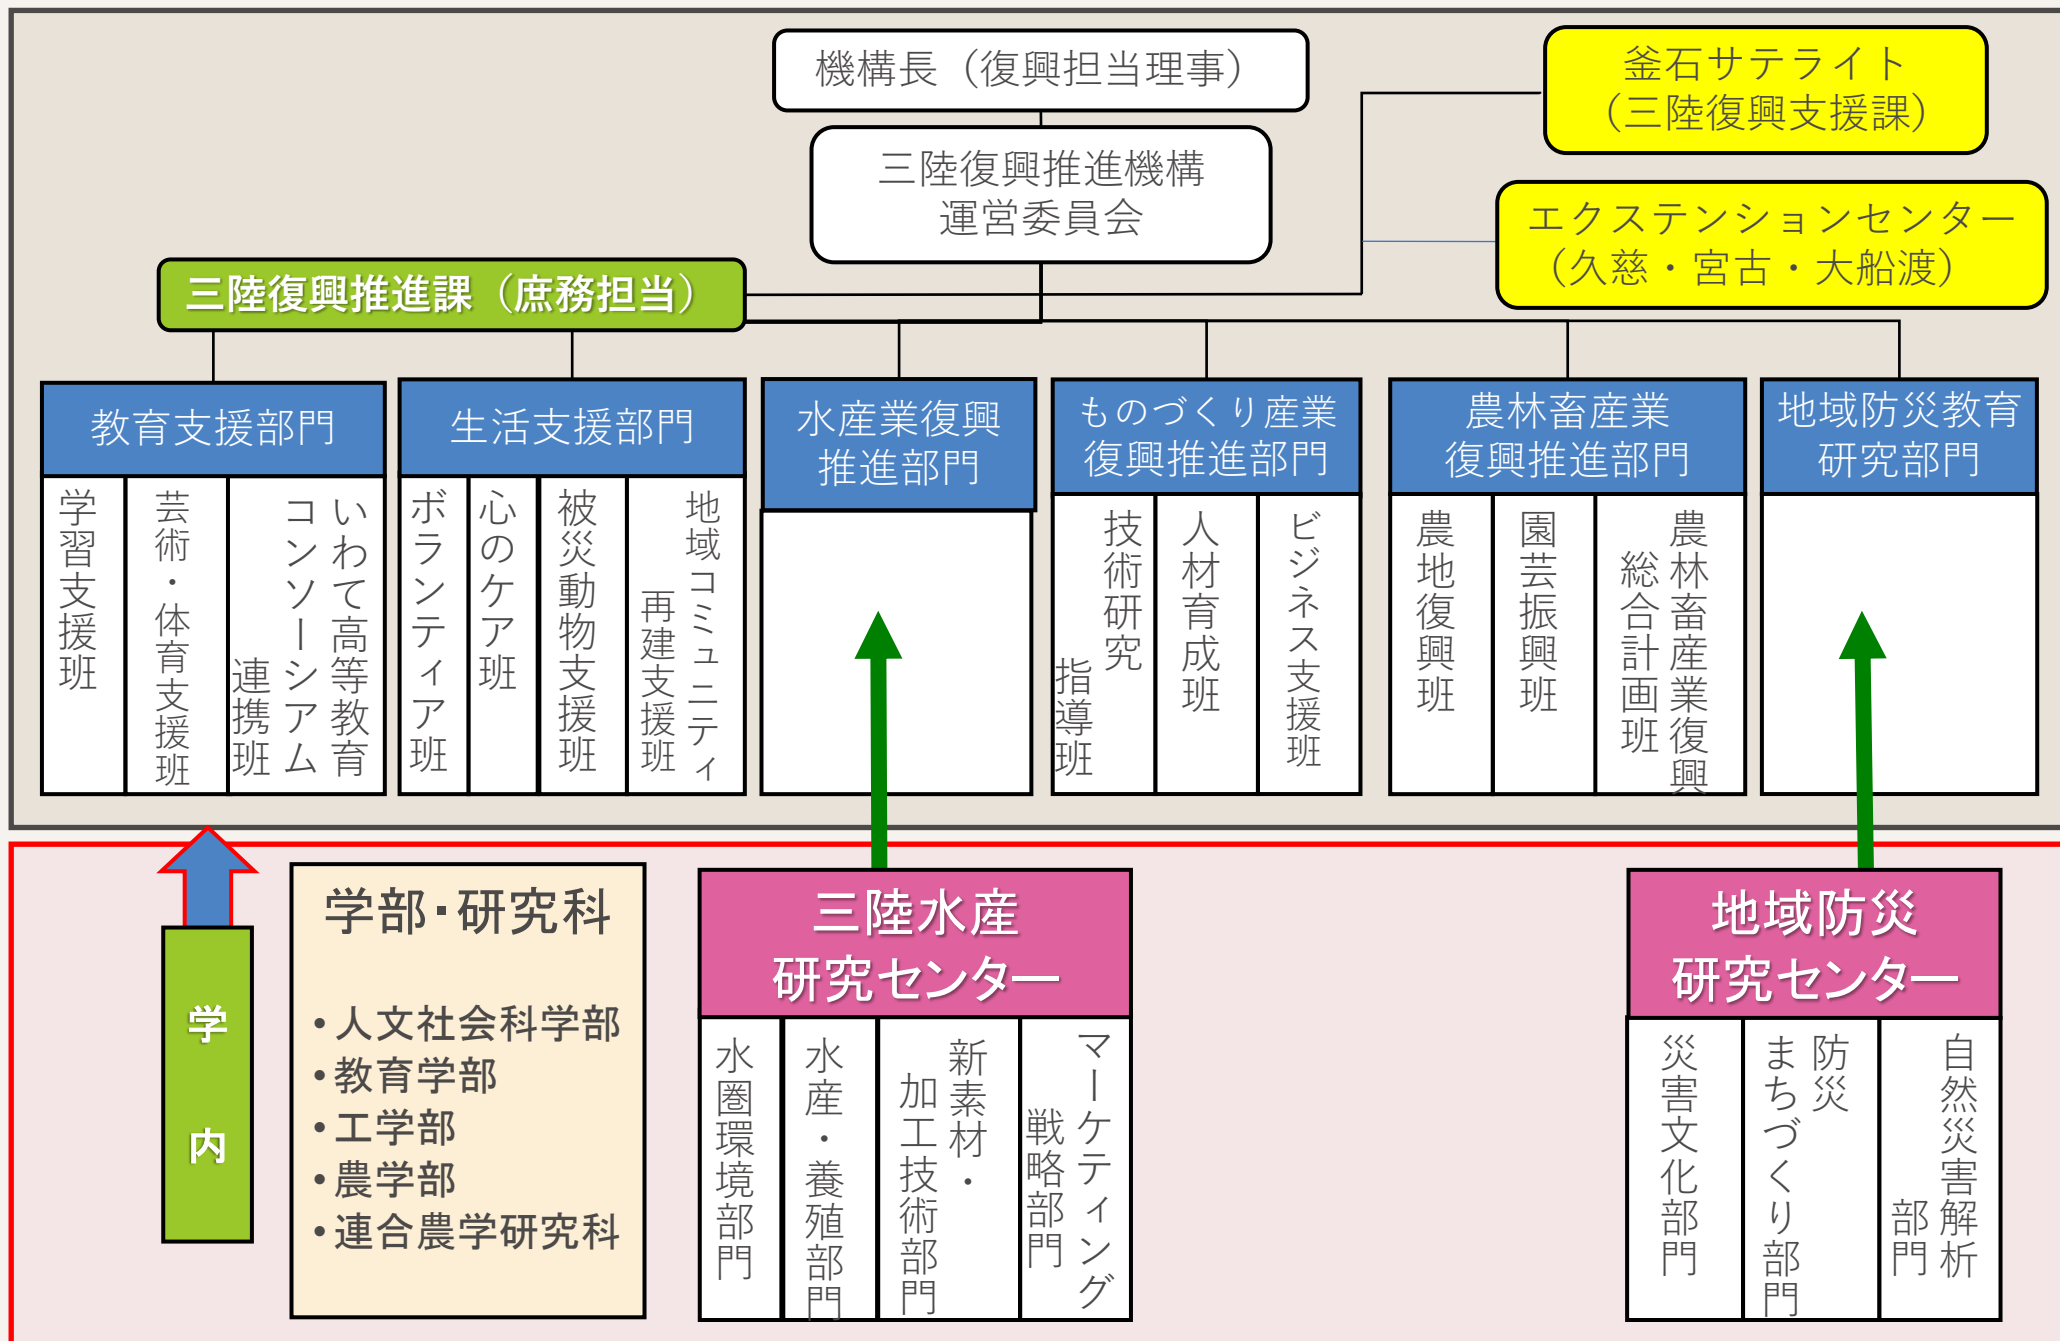 機構長（復興担当理事）
三陸復興推進機構
運営委員会
釜石サテライト
（三陸復興支援課）
エクステンションセンター
（久慈・宮古・大船渡）
三陸復興推進課（庶務担当）
教育支援部門
学習支援班
芸術・体育支援班
いわて高等教育
コンソーシアム
連携班
生活支援部門
ボランティア班
心のケア班
被災動物支援班
地域コミュニティ
再建支援班
水産業復興
推進部門
ものづくり産業
復興推進部門
技術研究
指導班
人材育成班
ビジネス支援班
農林畜産業
復興推進部門
農地復興班
園芸振興班
農林畜産業復興
総合計画班
地域防災教育
研究部門
学内
学部・研究科
・人文社会科学部
・教育学部
・工学部
・農学部
・連合農学研究科
三陸水産
研究センター
水圏環境部門
水産・養殖部門
新素材・
加工技術部門
マーケティング
戦略部門
地域防災
研究センター
災害文化部門
防災
まちづくり部門
自然災害解析
部門